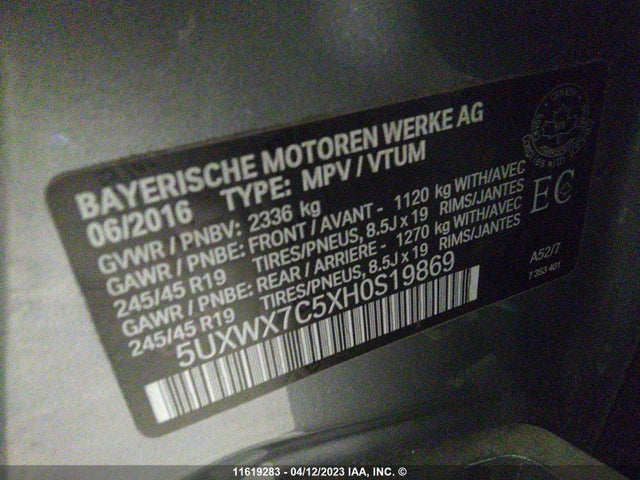 BAYERISCHE MOTOREN WERKE AG
06/2016 TYPE: MPV / VTUM
GVWR / PNBV: 2336 kg
GAWR / PNBE: FRONT / AVANT - 1120 kg WITH/AVEC
245/45 R19 TIRES/PNEUS, 8.5J x 19 RIMS/JANTES
GAWR / PNBE: REAR / ARRIERE - 1270 kg WITH/AVEC
245/45 R19 TIRES/PNEUS, 8.5J x 19 RIMS/JANTES
5UXWX7C5XH0S19869
EC
A52/7
7 353 401
11619283 - 04/12/2023 IAA, INC. ©